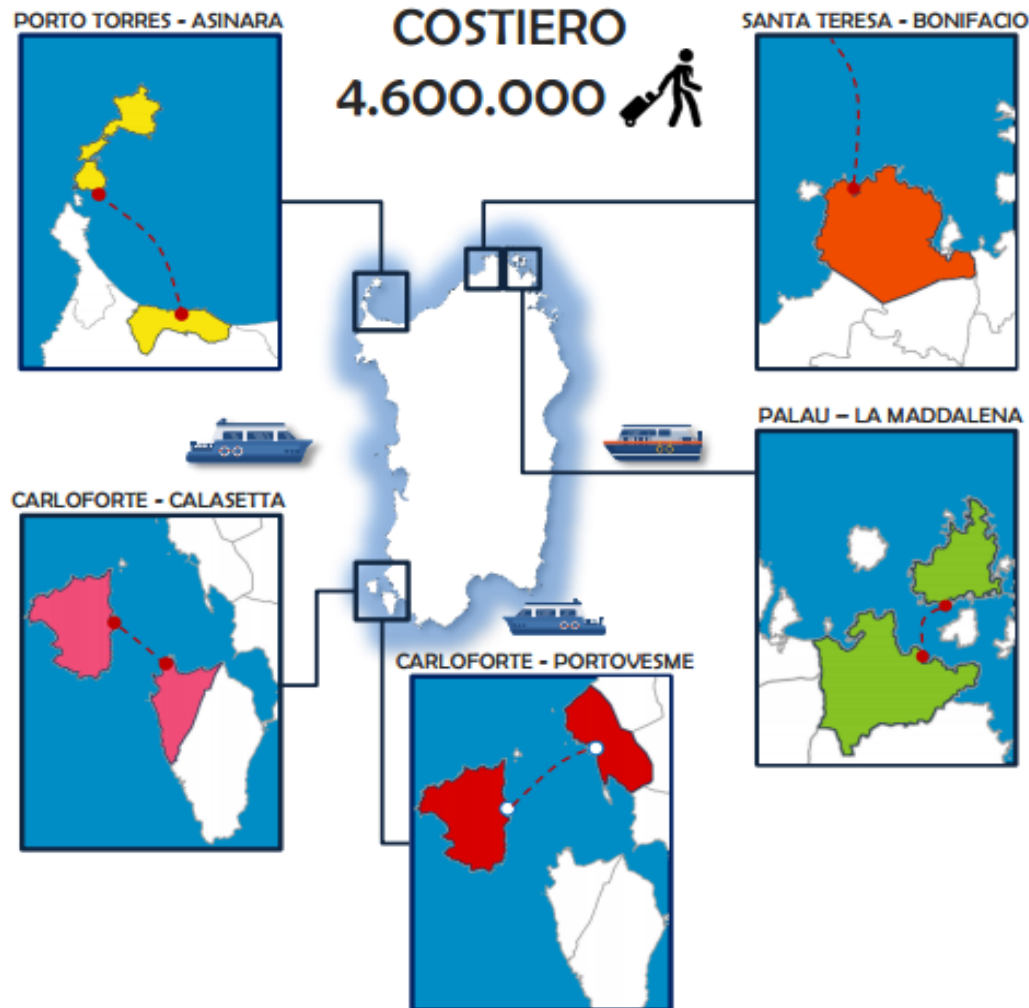 PORTO TORRES - ASINARA
COSTIERO
4.600.000
SANTA TERESA - BONIFACIO
PALAU – LA MADDALENA
CARLOFORTE - CALASETTA
CARLOFORTE - PORTOVESME